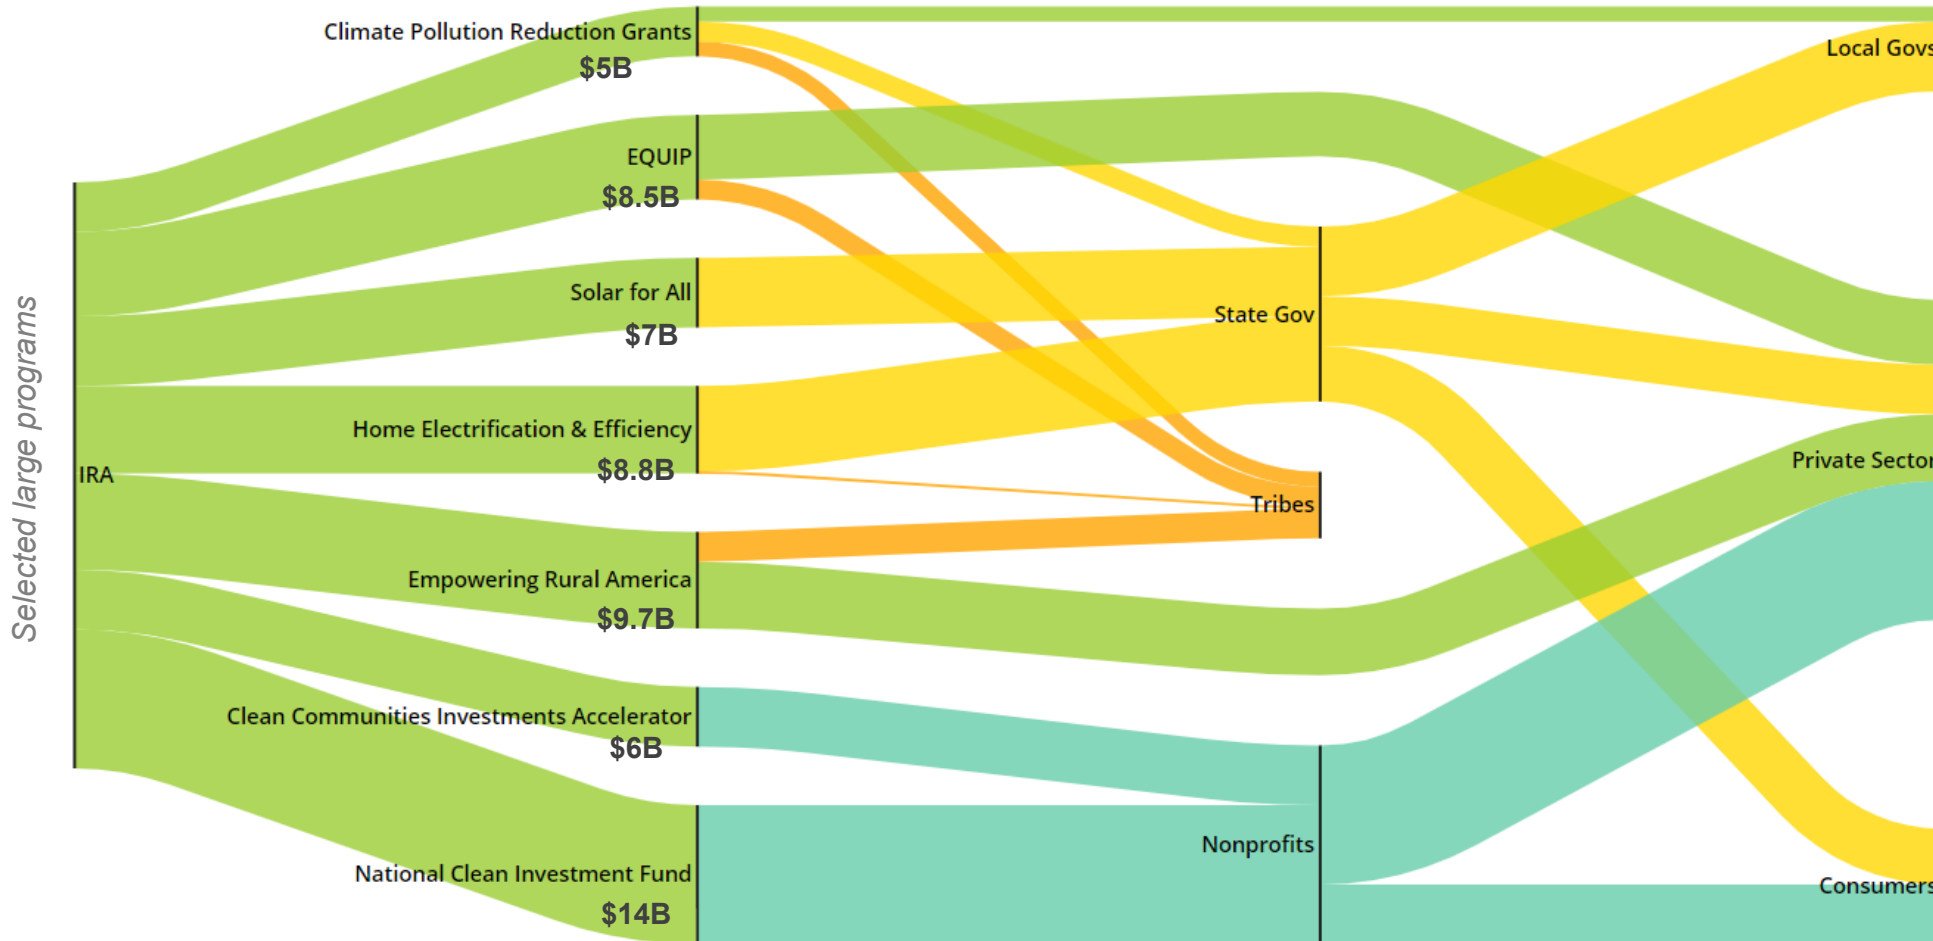 Selected large programs
IRA
Climate Pollution Reduction Grants
$5B
EQUIP
$8.5B
Solar for All
$7B
Home Electrification & Efficiency
$8.8B
Empowering Rural America
$9.7B
Clean Communities Investments Accelerator
$6B
National Clean Investment Fund
$14B
State Gov
Tribes
Nonprofits
Local Govs
Private Sector
Consumers